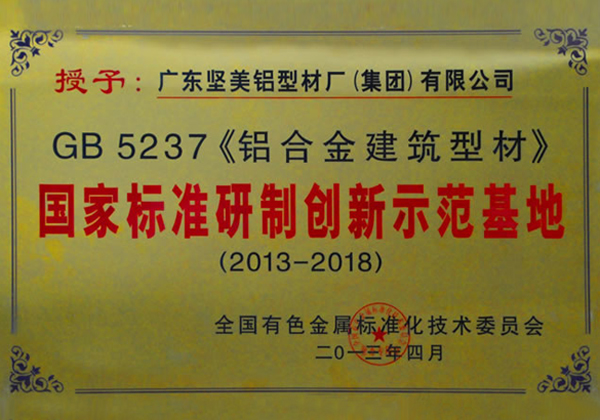 授予：广东坚美铝型材厂(集团)有限公司
GB 5237《铝合金建筑型材》
国家标准研制创新示范基地
(2013-2018)
全国有色金属标准化技术委员会
二0一三年四月